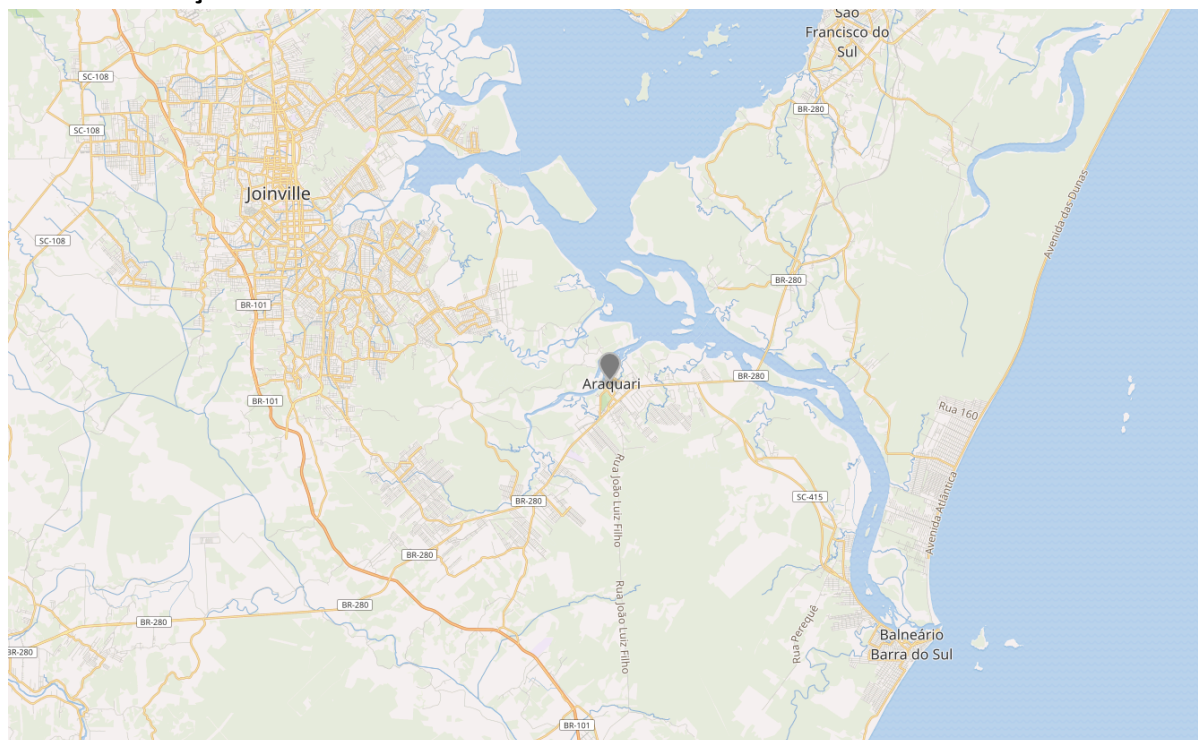 São
Francisco do
Sul
SC-108
BR-280
SC-108
Joinville
Avenida das Dunas
SC-108
BR-280
BR-101
Araquari
BR-280
BR-101
Rua 160
Rua João Luiz Filho
BR-280
SC-415
Avenida Atlântica
BR-280
BR-280
Rua João Luiz Filho
Rua Perequê
BR-280
Balneário
Barra do Sul
BR-280
BR-101